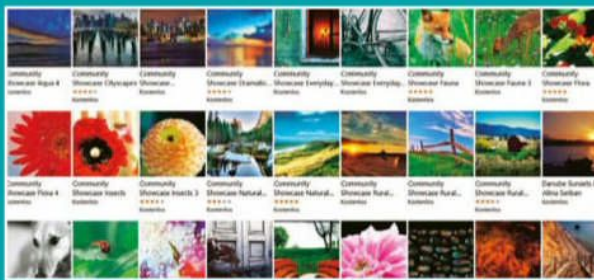 Community Community Community Community Community Community Community Community Community
Showcase Aqua 4 Showcase Cityscapes Showcase... Showcase Dramatic... Showcase Everyday... Showcase Everyday... Showcase Fauna Showcase Fauna 3 Showcase Flora
Kostenlos Kostenlos Kostenlos Kostenlos Kostenlos Kostenlos Kostenlos
Community Community Community Community Community Community Community Community Danube Sunsets
Showcase Flora 4 Showcase Insects Showcase Insects 3 Showcase Natural... Showcase Natural... Showcase Rural... Showcase Rural... Showcase Rural... Alina Serban
Kostenlos Kostenlos Kostenlos Kostenlos Kostenlos Kostenlos Kostenlos Kostenlos